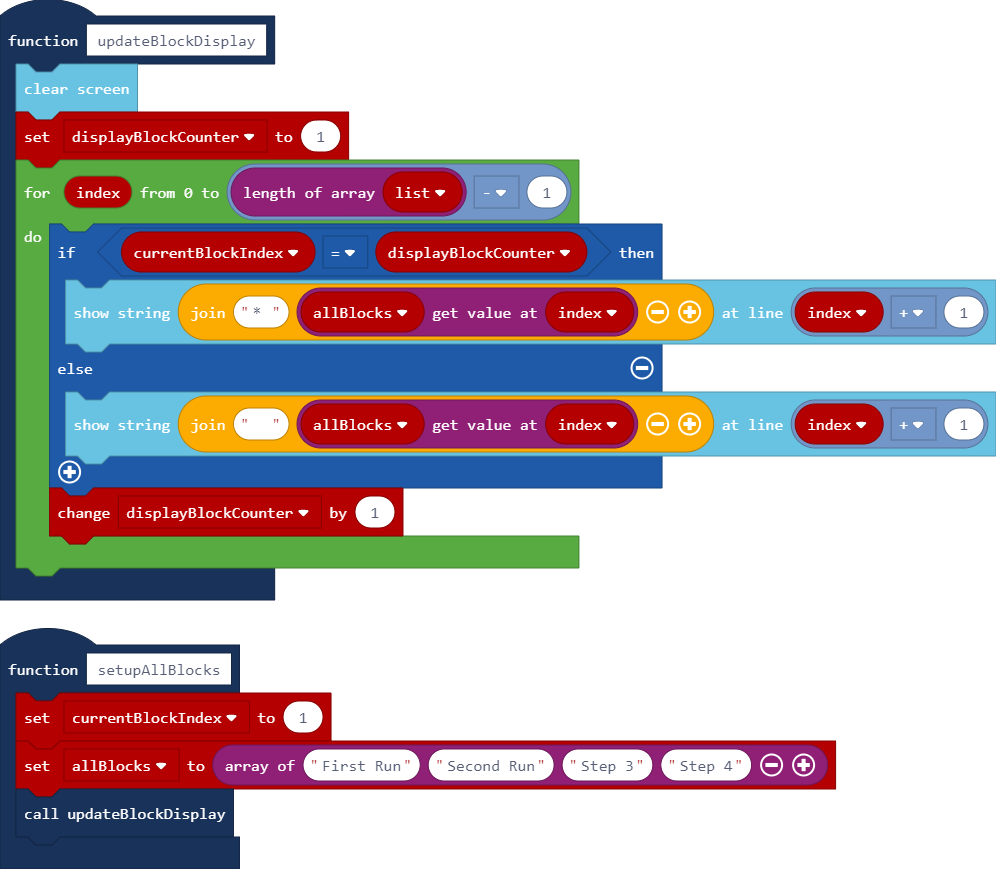 function updateBlockDisplay
clear screen
set displayBlockCounter to 1
for index from 0 to length of array list - 1
do
if currentBlockIndex = displayBlockCounter then
show string join "* " allBlocks get value at index at line index + 1
else
show string join "  " allBlocks get value at index at line index + 1
change displayBlockCounter by 1
function setupAllBlocks
set currentBlockIndex to 1
set allBlocks to array of "First Run" "Second Run" "Step 3" "Step 4"
call updateBlockDisplay